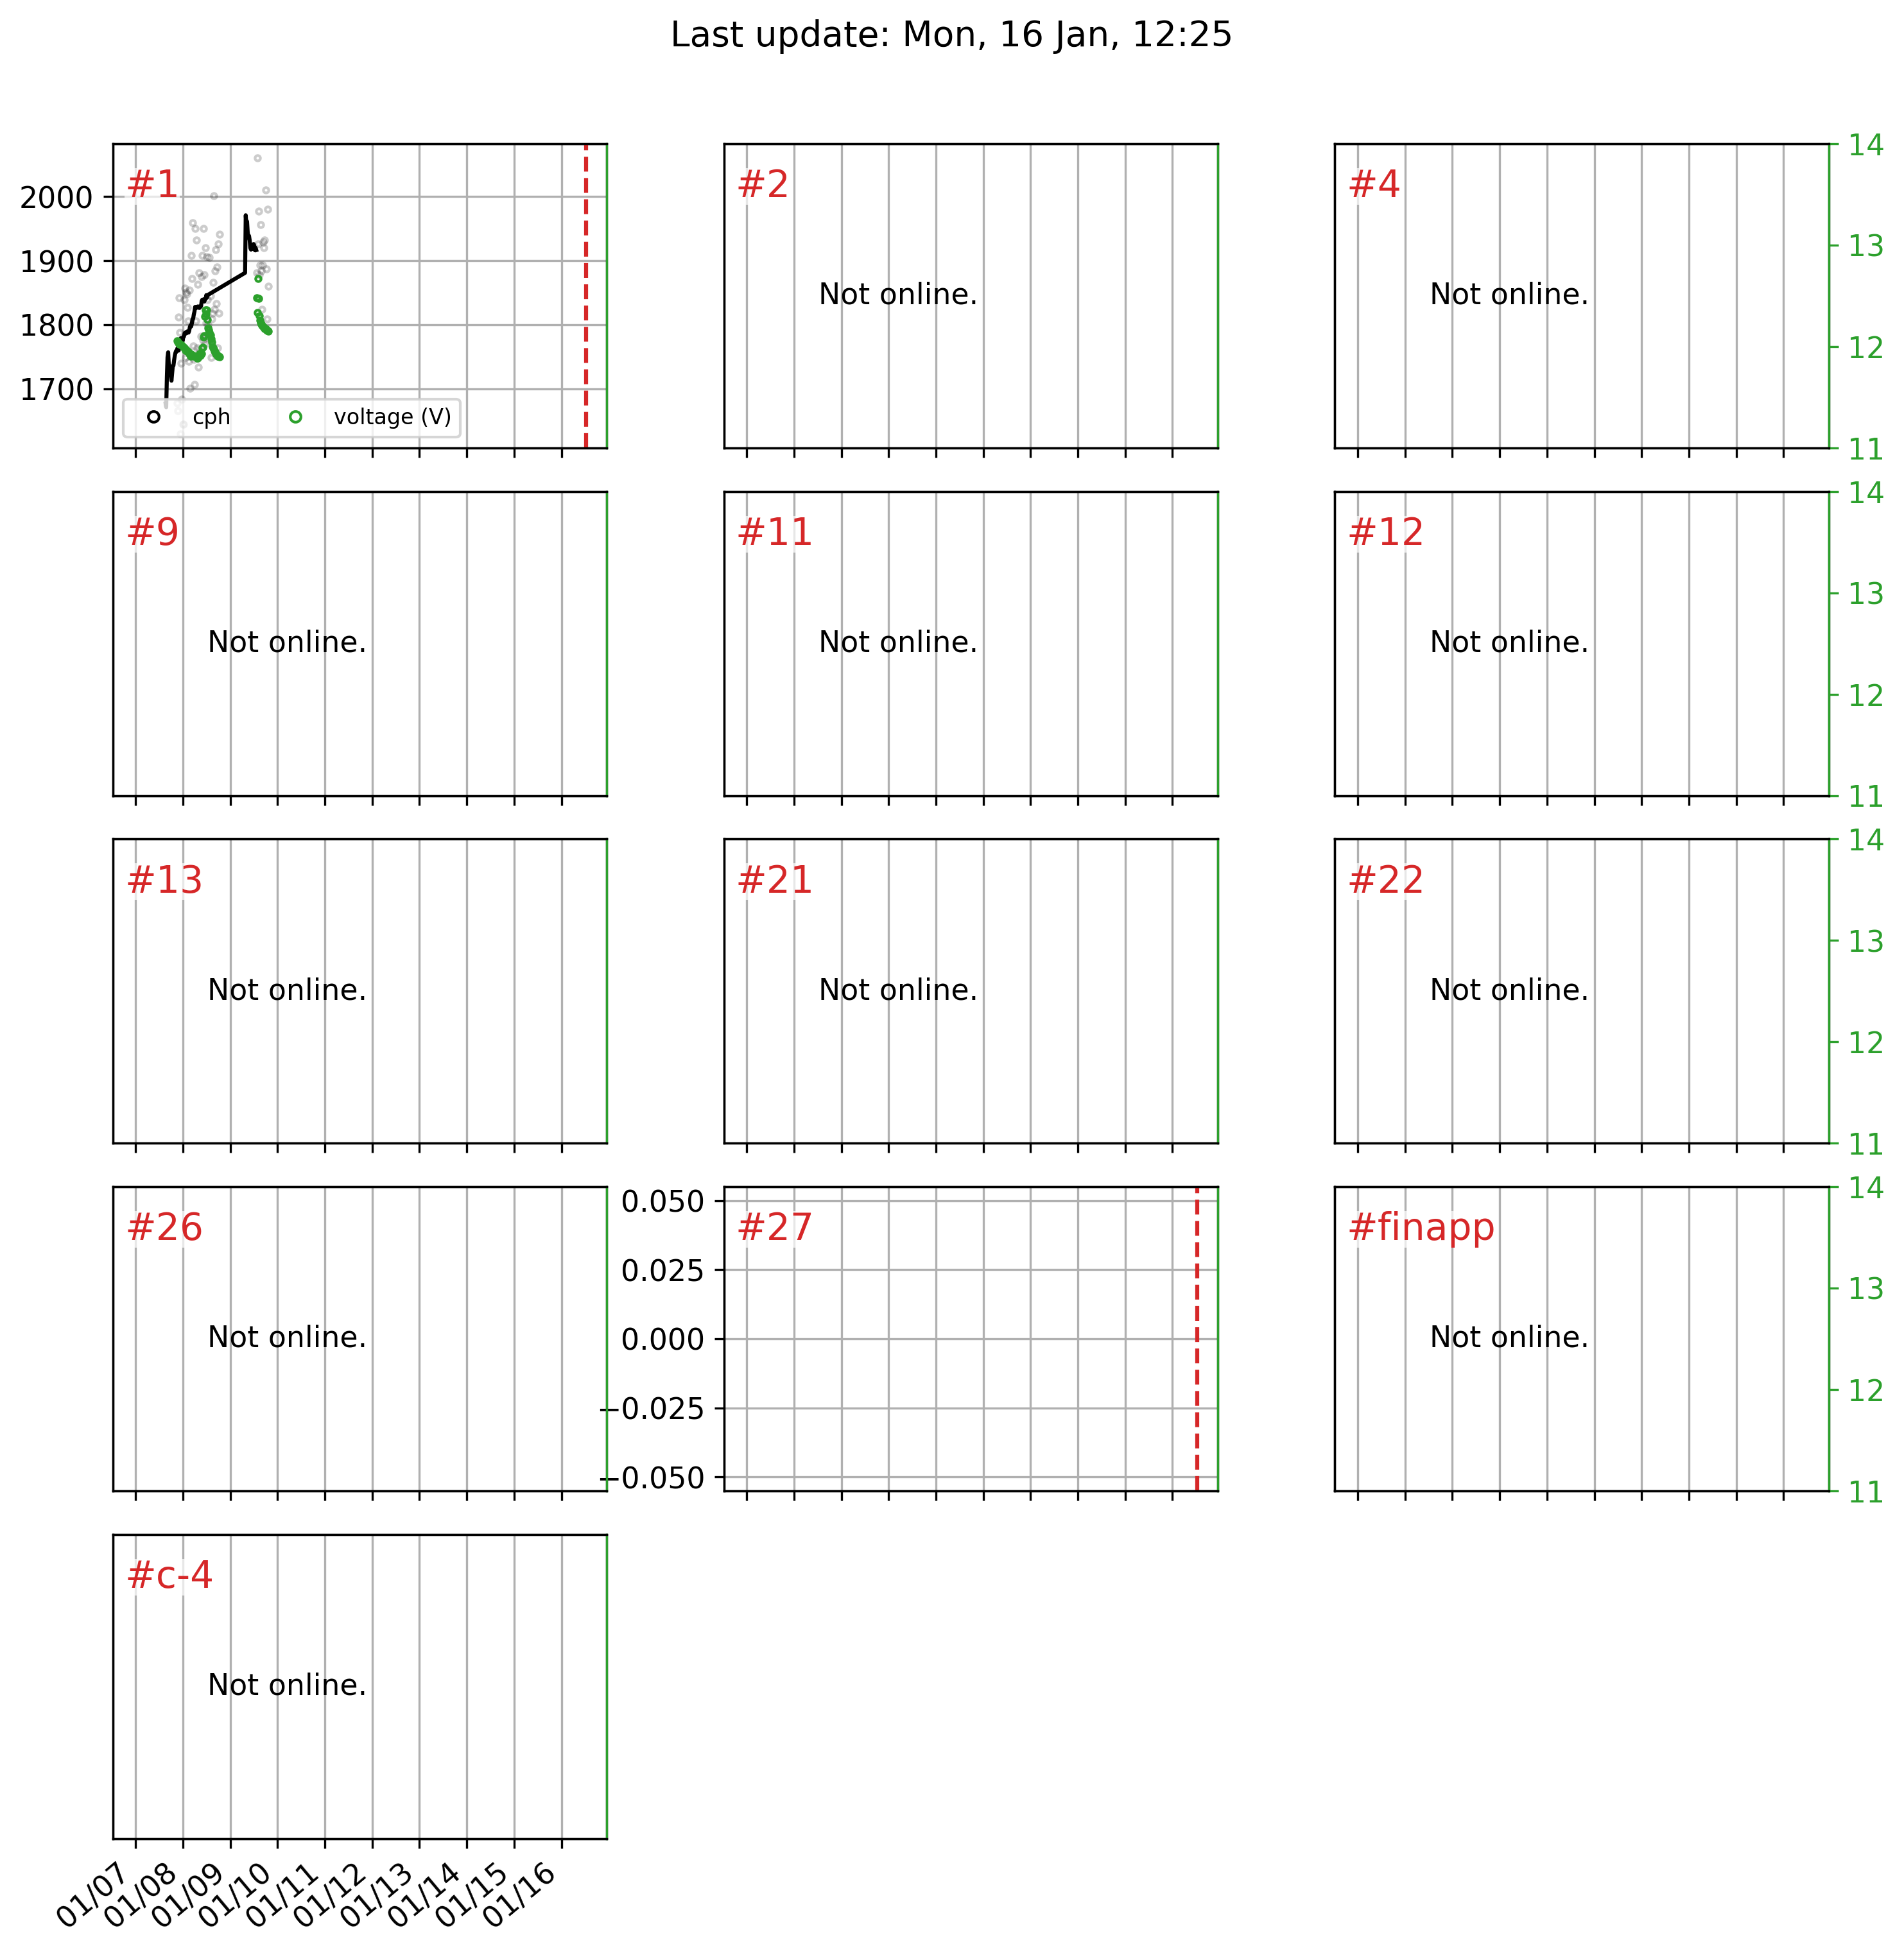 Last update: Mon, 16 Jan, 12:25
#1
2000
1900
1800
1700
cph
voltage (V)
#2
Not online.
#4
Not online.
14
13
12
11
#9
Not online.
#11
Not online.
#12
Not online.
14
13
12
11
#13
Not online.
#21
Not online.
#22
Not online.
14
13
12
11
#26
Not online.
#27
0.050
0.025
0.000
−0.025
−0.050
#finapp
Not online.
14
13
12
11
#c-4
Not online.
01/07
01/08
01/09
01/10
01/11
01/12
01/13
01/14
01/15
01/16